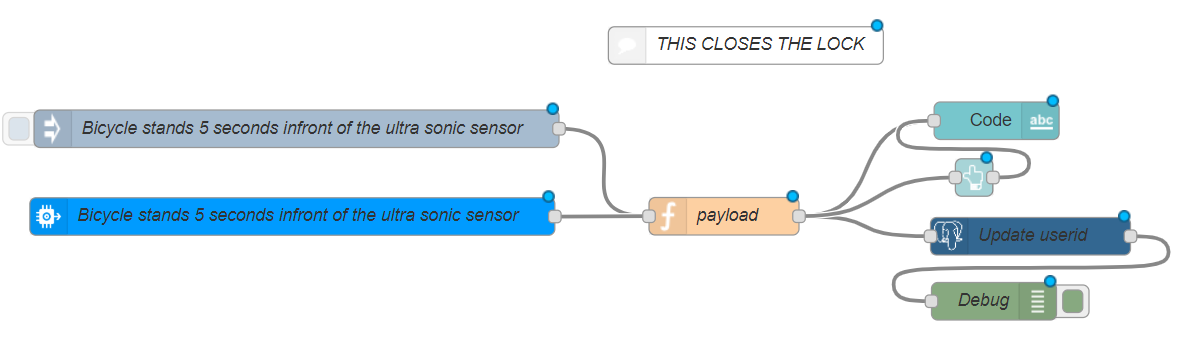 THIS CLOSES THE LOCK
Bicycle stands 5 seconds infront of the ultra sonic sensor
Code
abc
Bicycle stands 5 seconds infront of the ultra sonic sensor
payload
Update userid
Debug